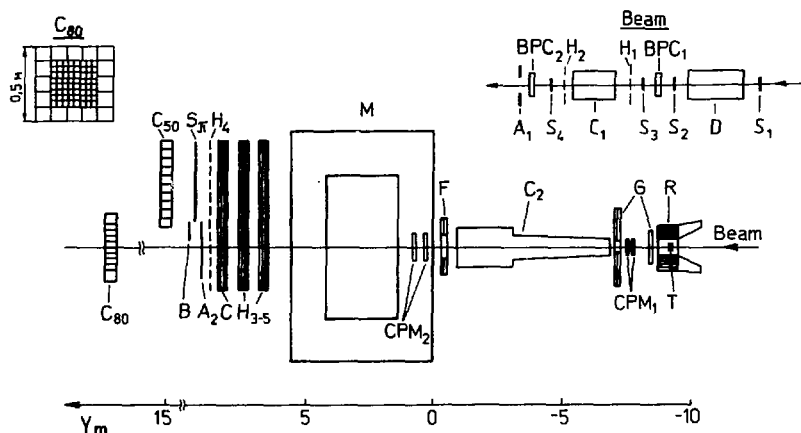 C₈₀
0,5 м
Beam
BPC₂ H₂ H₁ BPC₁
A₁ S₄ C₁ S₃ S₂ D S₁
M
C₅₀ Sπ H₄
F C₂ G R
Beam
C₈₀ B A₂ C H₃₋₅ CPM₂ CPM₁ T
Yм 15 5 0 -5 -10